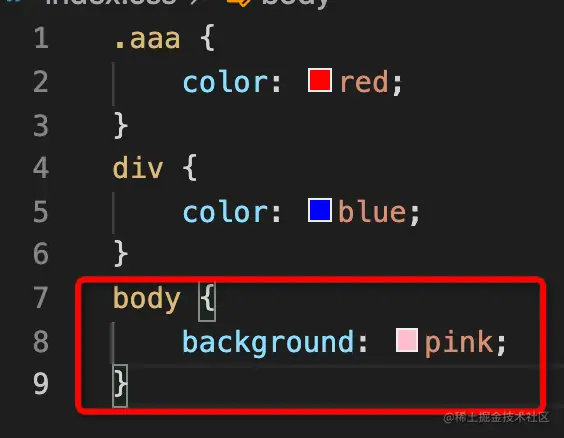 index.css > body
1 .aaa {
2 color: red;
3 }
4 div {
5 color: blue;
6 }
7 body {
8 background: pink;
9 }
@稀土掘金技术社区